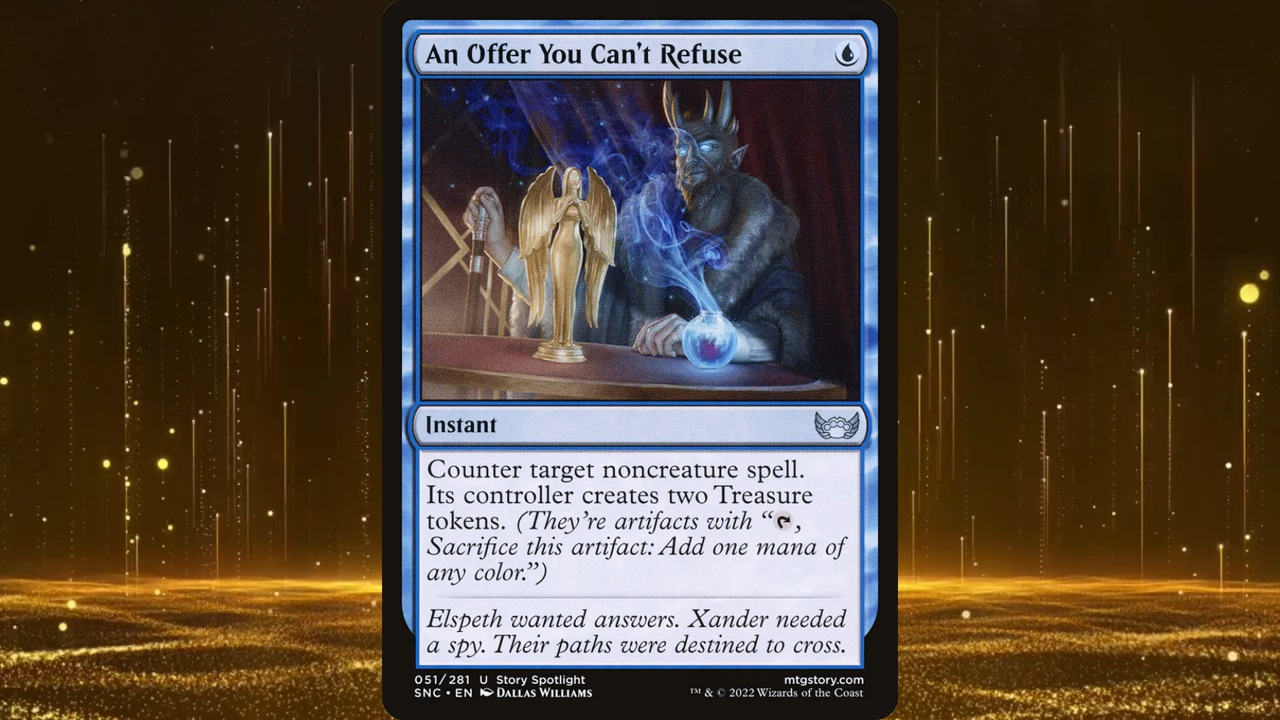 An Offer You Can't Refuse
Instant
Counter target noncreature spell.
Its controller creates two Treasure
tokens. (They're artifacts with “, 
Sacrifice this artifact: Add one mana of
any color.”)
Elspeth wanted answers. Xander needed
a spy. Their paths were destined to cross.
051/281 U Story Spotlight
mtgstory.com
SNC • EN DALLAS WILLIAMS
™ & © 2022 Wizards of the Coast